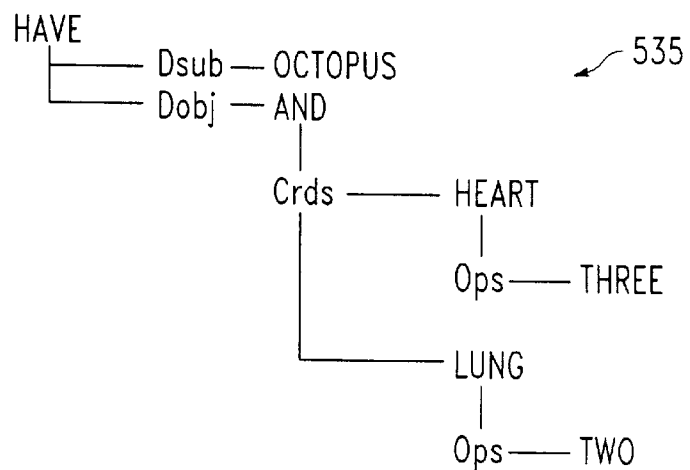 HAVE
Dsub OCTOPUS
535
Dobj AND
Crds HEART
Ops THREE
LUNG
Ops TWO